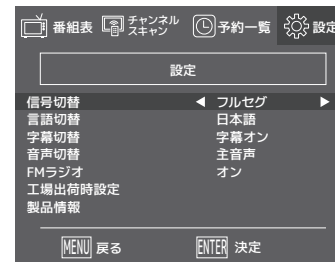 番組表 チャンネルスキャン 予約一覧 設定
設定
信号切替 ◀ フルセグ ▶
言語切替 日本語
字幕切替 字幕オン
音声切替 主音声
FMラジオ オン
工場出荷時設定
製品情報
MENU 戻る ENTER 決定